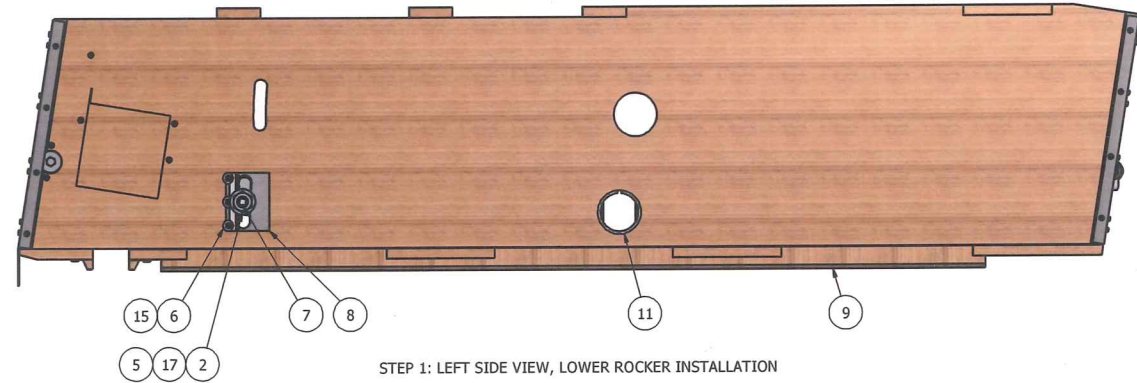 15 6 7 8 11 9
5 17 2
STEP 1: LEFT SIDE VIEW, LOWER ROCKER INSTALLATION